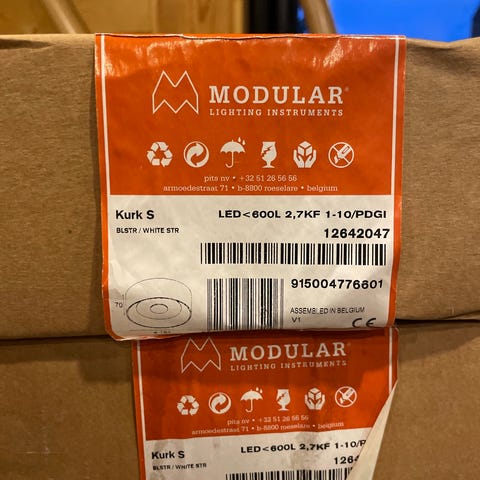 MODULAR®
LIGHTING INSTRUMENTS
pits nv • +32 51 26 56 56
armoedestraat 71 • b-8800 roeselare • belgium
Kurk S LED<600L 2,7KF 1-10/PDGI
BLSTR / WHITE STR 12642047
915004776601
70
ASSEMBLED IN BELGIUM
V1 CE
MODULAR
LIGHTING INSTRUMENTS
pits nv • +32 51 26 56 56
armoedestraat 71 • b-8800 roeselare • belgium
Kurk S LED<600L 2,7KF 1-10/P
BLSTR / WHITE STR 1264